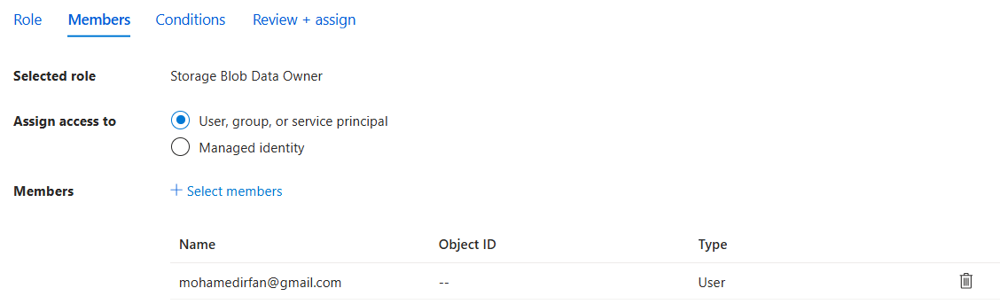 Role Members Conditions Review + assign
Selected role Storage Blob Data Owner
Assign access to User, group, or service principal
Managed identity
Members + Select members
Name Object ID Type
mohamedirfan@gmail.com -- User